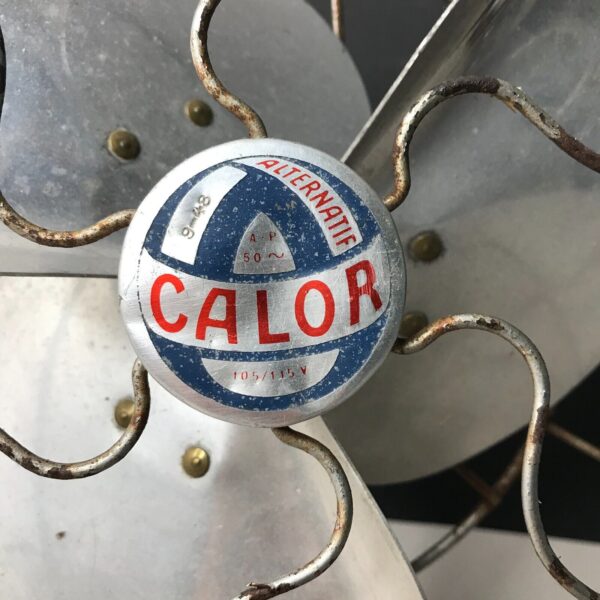 ALTERNATIF
9-48
A P
50 ~
CALOR
105/115 V